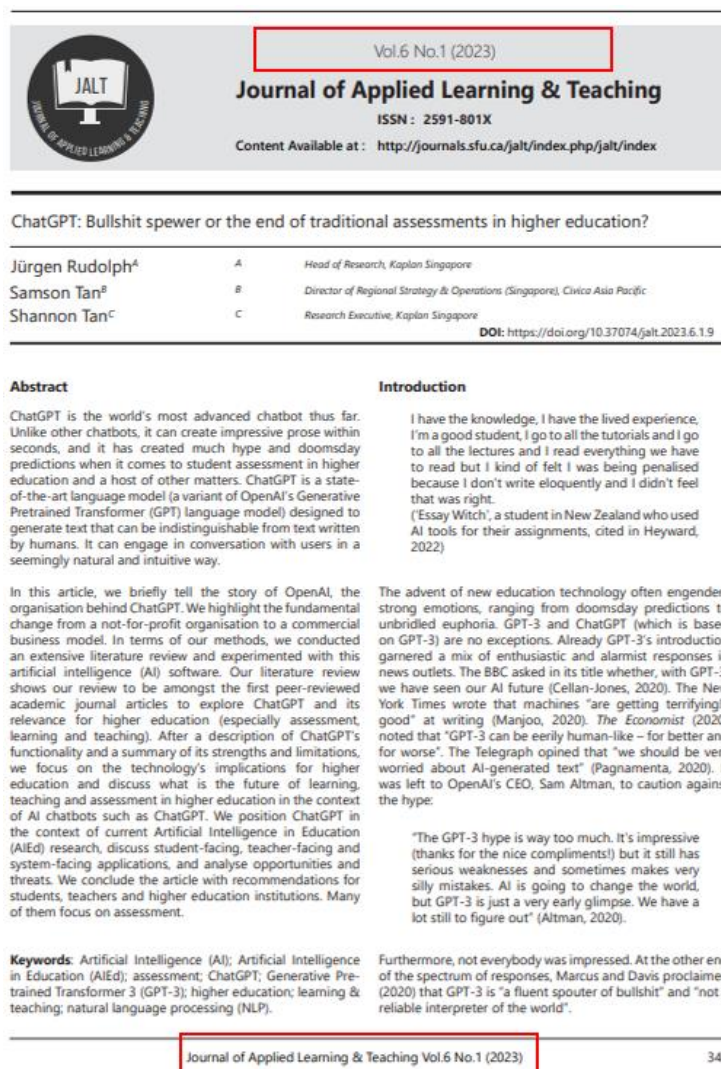 Vol.6 No.1 (2023)
JALT
JOURNAL OF APPLIED LEARNING & TEACHING
Journal of Applied Learning & Teaching
ISSN : 2591-801X
Content Available at : http://journals.sfu.ca/jalt/index.php/jalt/index
ChatGPT: Bullshit spewer or the end of traditional assessments in higher education?
Jürgen Rudolph^A A Head of Research, Kaplan Singapore
Samson Tan^B B Director of Regional Strategy & Operations (Singapore), Civica Asia Pacific
Shannon Tan^C C Research Executive, Kaplan Singapore
DOI: https://doi.org/10.37074/jalt.2023.6.1.9
Abstract
ChatGPT is the world's most advanced chatbot thus far.
Unlike other chatbots, it can create impressive prose within
seconds, and it has created much hype and doomsday
predictions when it comes to student assessment in higher
education and a host of other matters. ChatGPT is a state-
of-the-art language model (a variant of OpenAI's Generative
Pretrained Transformer (GPT) language model) designed to
generate text that can be indistinguishable from text written
by humans. It can engage in conversation with users in a
seemingly natural and intuitive way.
In this article, we briefly tell the story of OpenAI, the
organisation behind ChatGPT. We highlight the fundamental
change from a not-for-profit organisation to a commercial
business model. In terms of our methods, we conducted
an extensive literature review and experimented with this
artificial intelligence (AI) software. Our literature review
shows our review to be amongst the first peer-reviewed
academic journal articles to explore ChatGPT and its
relevance for higher education (especially assessment,
learning and teaching). After a description of ChatGPT's
functionality and a summary of its strengths and limitations,
we focus on the technology's implications for higher
education and discuss what is the future of learning,
teaching and assessment in higher education in the context
of AI chatbots such as ChatGPT. We position ChatGPT in
the context of current Artificial Intelligence in Education
(AIEd) research, discuss student-facing, teacher-facing and
system-facing applications, and analyse opportunities and
threats. We conclude the article with recommendations for
students, teachers and higher education institutions. Many
of them focus on assessment.
Keywords: Artificial Intelligence (AI); Artificial Intelligence
in Education (AIEd); assessment; ChatGPT; Generative Pre-
trained Transformer 3 (GPT-3); higher education; learning &
teaching; natural language processing (NLP).
Introduction
I have the knowledge, I have the lived experience,
I'm a good student, I go to all the tutorials and I go
to all the lectures and I read everything we have
to read but I kind of felt I was being penalised
because I don't write eloquently and I didn't feel
that was right.
('Essay Witch', a student in New Zealand who used
AI tools for their assignments, cited in Heyward,
2022)
The advent of new education technology often engender
strong emotions, ranging from doomsday predictions t
unbridled euphoria. GPT-3 and ChatGPT (which is base
on GPT-3) are no exceptions. Already GPT-3's introduction
garnered a mix of enthusiastic and alarmist responses i
news outlets. The BBC asked in its title whether, with GPT-3
we have seen our AI future (Cellan-Jones, 2020). The Ne
York Times wrote that machines "are getting terrifyingl
good" at writing (Manjoo, 2020). The Economist (2020
noted that "GPT-3 can be eerily human-like – for better an
for worse". The Telegraph opined that "we should be ver
worried about AI-generated text" (Pagnamenta, 2020). I
was left to OpenAI's CEO, Sam Altman, to caution agains
the hype:
"The GPT-3 hype is way too much. It's impressive
(thanks for the nice compliments!) but it still has
serious weaknesses and sometimes makes very
silly mistakes. AI is going to change the world,
but GPT-3 is just a very early glimpse. We have a
lot still to figure out" (Altman, 2020).
Furthermore, not everybody was impressed. At the other en
of the spectrum of responses, Marcus and Davis proclaime
(2020) that GPT-3 is "a fluent spouter of bullshit" and "not
reliable interpreter of the world".
Journal of Applied Learning & Teaching Vol.6 No.1 (2023) 34